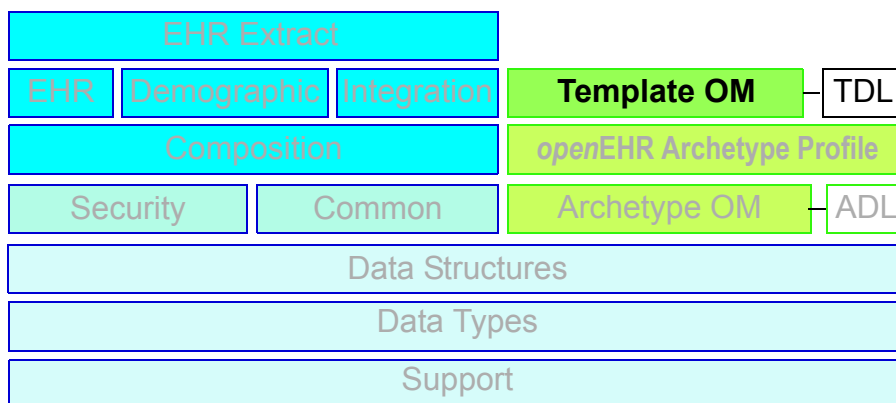 EHR Extract
EHR Demographic Integration Template OM TDL
Composition openEHR Archetype Profile
Security Common Archetype OM ADL
Data Structures
Data Types
Support